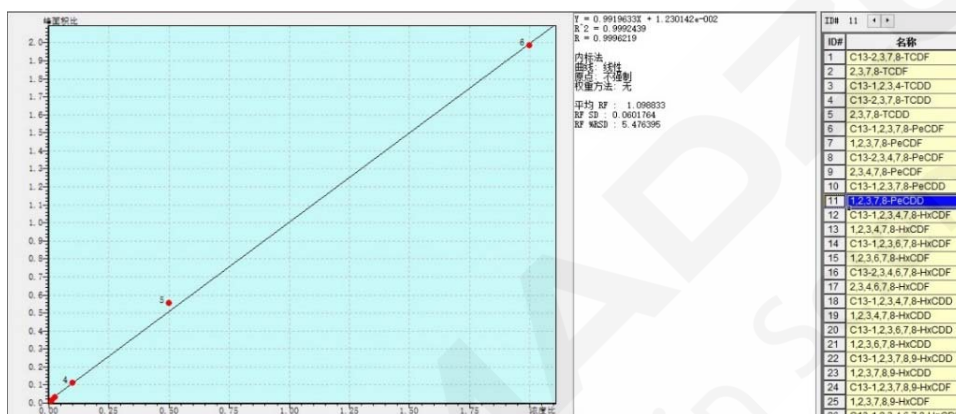 峰面积比
2.0
1.9
1.8
1.7
1.6
1.5
1.4
1.3
1.2
1.1
1.0
0.9
0.8
0.7
0.6
0.5
0.4
0.3
0.2
0.1
0.0
6
5
4
0.00 0.25 0.50 0.75 1.00 1.25 1.50 1.75 浓度比
Y = 0.9919633X + 1.230142e-002
R^2 = 0.9992439
R = 0.9996219
内标法
曲线: 线性
原点: 不强制
权重方法: 无
平均 RF : 1.098833
RF SD : 0.0601764
RF %RSD : 5.476395
ID# 11
ID# 名称
1 C13-2,3,7,8-TCDF
2 2,3,7,8-TCDF
3 C13-1,2,3,4-TCDD
4 C13-2,3,7,8-TCDD
5 2,3,7,8-TCDD
6 C13-1,2,3,7,8-PeCDF
7 1,2,3,7,8-PeCDF
8 C13-2,3,4,7,8-PeCDF
9 2,3,4,7,8-PeCDF
10 C13-1,2,3,7,8-PeCDD
11 1,2,3,7,8-PeCDD
12 C13-1,2,3,4,7,8-HxCDF
13 1,2,3,4,7,8-HxCDF
14 C13-1,2,3,6,7,8-HxCDF
15 1,2,3,6,7,8-HxCDF
16 C13-2,3,4,6,7,8-HxCDF
17 2,3,4,6,7,8-HxCDF
18 C13-1,2,3,4,7,8-HxCDD
19 1,2,3,4,7,8-HxCDD
20 C13-1,2,3,6,7,8-HxCDD
21 1,2,3,6,7,8-HxCDD
22 C13-1,2,3,7,8,9-HxCDD
23 1,2,3,7,8,9-HxCDD
24 C13-1,2,3,7,8,9-HxCDF
25 1,2,3,7,8,9-HxCDF